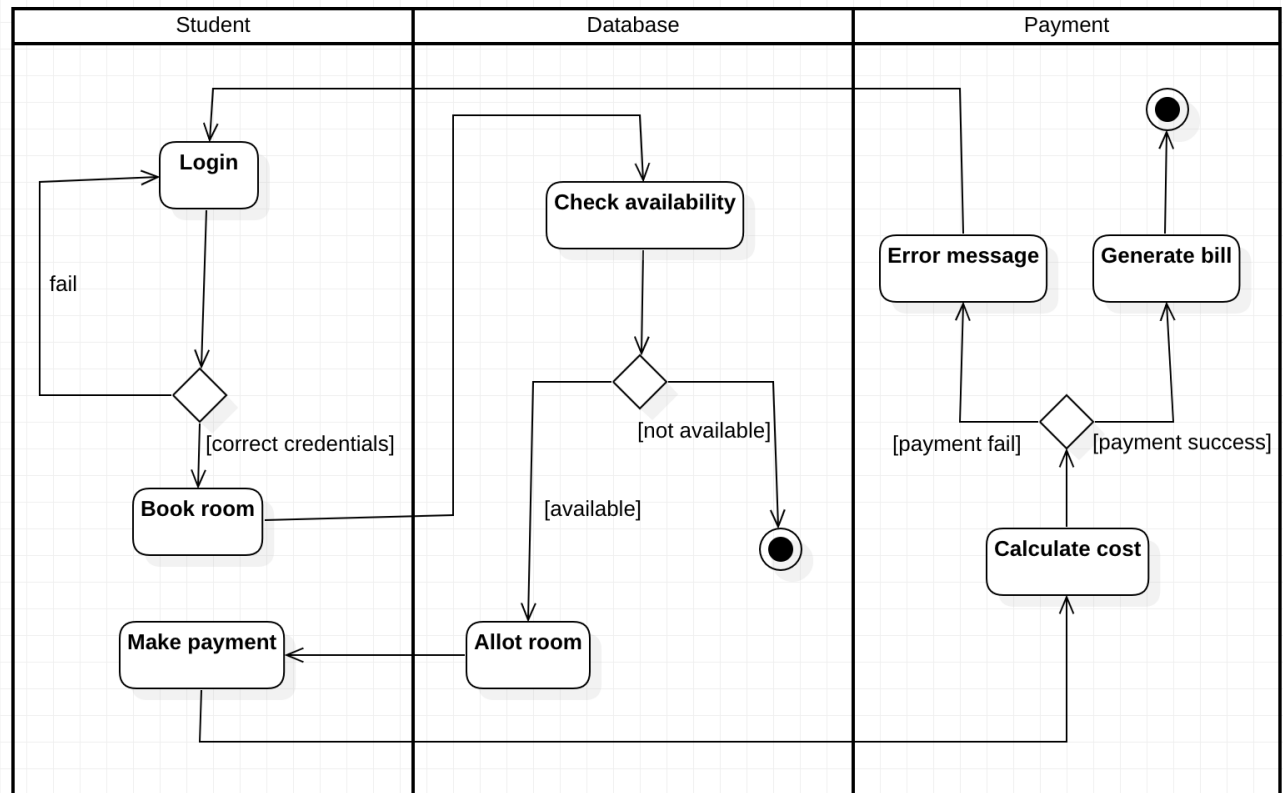 Student
Database
Payment
Login
fail
[correct credentials]
Book room
Make payment
Check availability
[not available]
[available]
Allot room
Error message
Generate bill
[payment fail]
[payment success]
Calculate cost